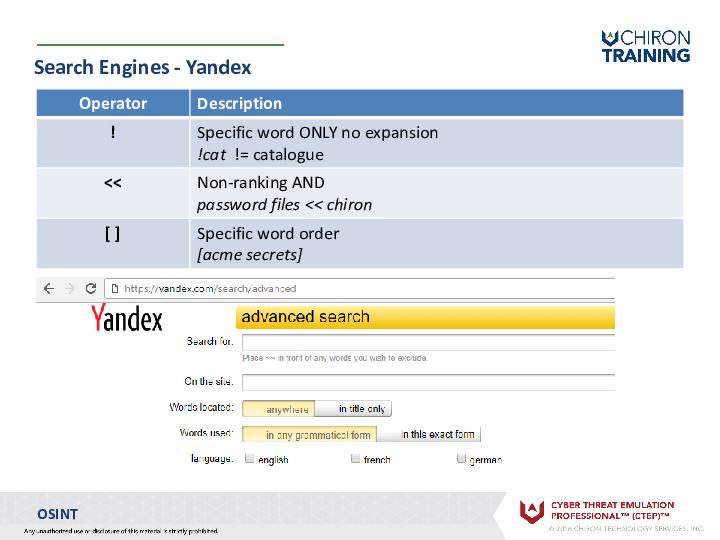 CHIRON
TRAINING
Search Engines - Yandex
Operator Description
! Specific word ONLY no expansion
!cat != catalogue
<< Non-ranking AND
password files << chiron
[ ] Specific word order
[acme secrets]
https://yandex.com/search/advanced
Yandex advanced search
Search for:
Place ~~ in front of any words you wish to exclude.
On the site:
Words located: anywhere in title only
Words used: in any grammatical form in this exact form
language: english french german
OSINT
CYBER THREAT EMULATION
PROFESSIONAL™ (CTEP)™
Any unauthorized use or disclosure of this material is strictly prohibited.
© 2016 CHIRON TECHNOLOGY SERVICES, INC.